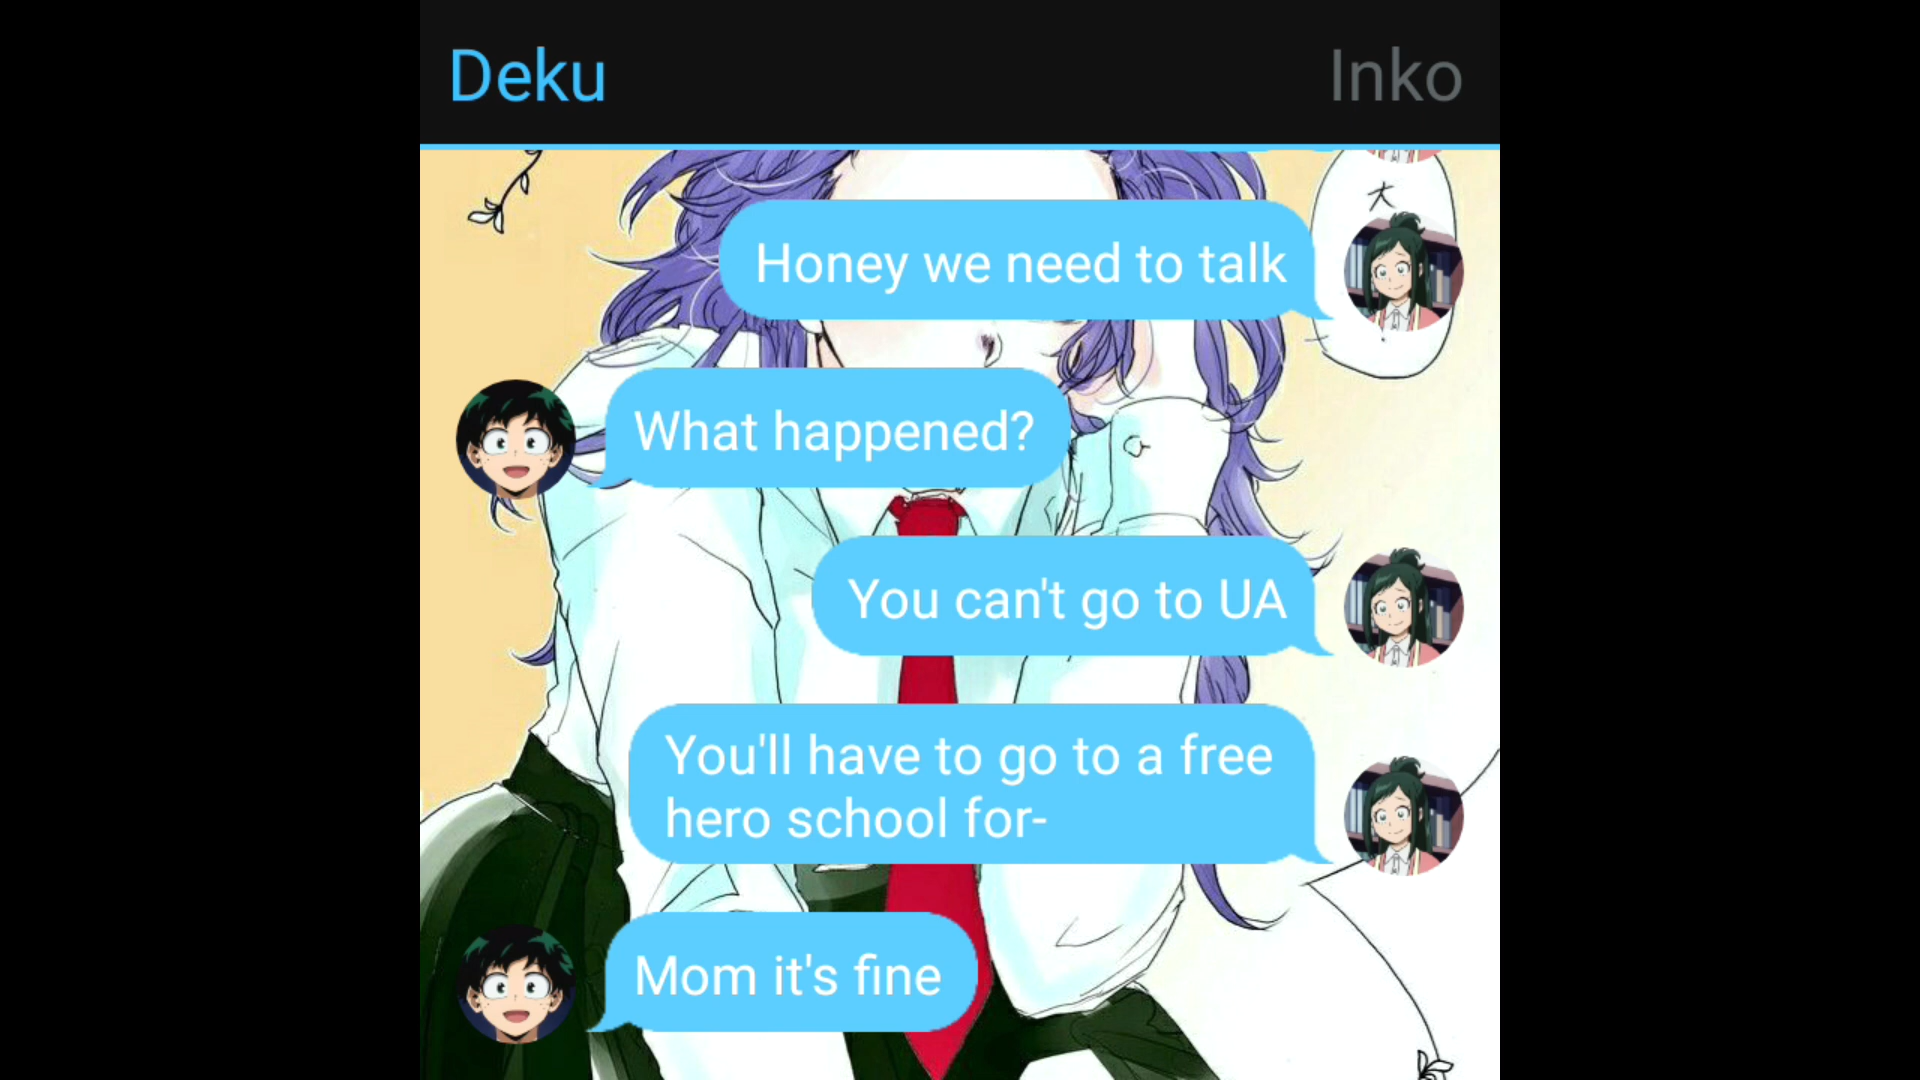 Deku
Inko
大
Honey we need to talk
What happened?
You can't go to UA
You'll have to go to a free
hero school for-
Mom it's fine